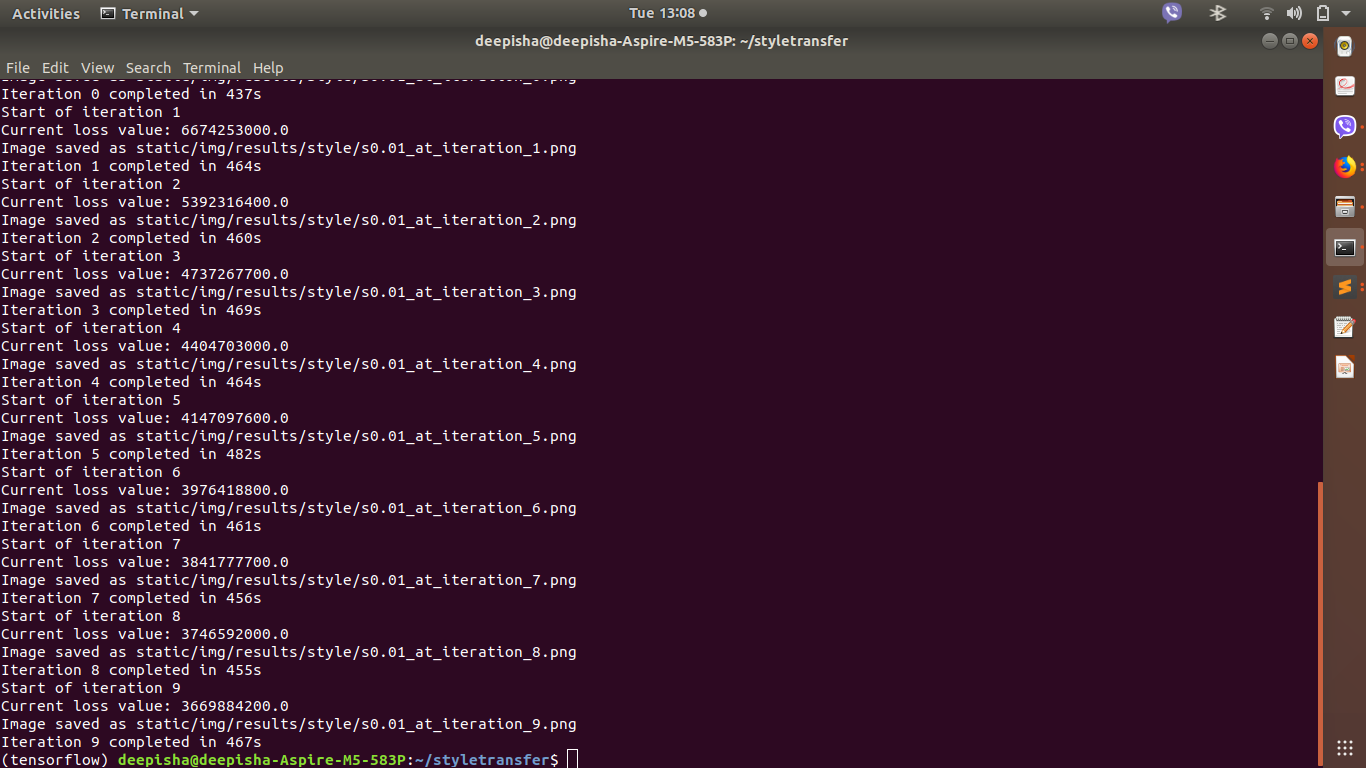 Activities Terminal Tue 13:08
deepisha@deepisha-Aspire-M5-583P: ~/styletransfer
File Edit View Search Terminal Help
Iteration 0 completed in 437s
Start of iteration 1
Current loss value: 6674253000.0
Image saved as static/img/results/style/s0.01_at_iteration_1.png
Iteration 1 completed in 464s
Start of iteration 2
Current loss value: 5392316400.0
Image saved as static/img/results/style/s0.01_at_iteration_2.png
Iteration 2 completed in 460s
Start of iteration 3
Current loss value: 4737267700.0
Image saved as static/img/results/style/s0.01_at_iteration_3.png
Iteration 3 completed in 469s
Start of iteration 4
Current loss value: 4404703000.0
Image saved as static/img/results/style/s0.01_at_iteration_4.png
Iteration 4 completed in 464s
Start of iteration 5
Current loss value: 4147097600.0
Image saved as static/img/results/style/s0.01_at_iteration_5.png
Iteration 5 completed in 482s
Start of iteration 6
Current loss value: 3976418800.0
Image saved as static/img/results/style/s0.01_at_iteration_6.png
Iteration 6 completed in 461s
Start of iteration 7
Current loss value: 3841777700.0
Image saved as static/img/results/style/s0.01_at_iteration_7.png
Iteration 7 completed in 456s
Start of iteration 8
Current loss value: 3746592000.0
Image saved as static/img/results/style/s0.01_at_iteration_8.png
Iteration 8 completed in 455s
Start of iteration 9
Current loss value: 3669884200.0
Image saved as static/img/results/style/s0.01_at_iteration_9.png
Iteration 9 completed in 467s
(tensorflow) deepisha@deepisha-Aspire-M5-583P:~/styletransfer$